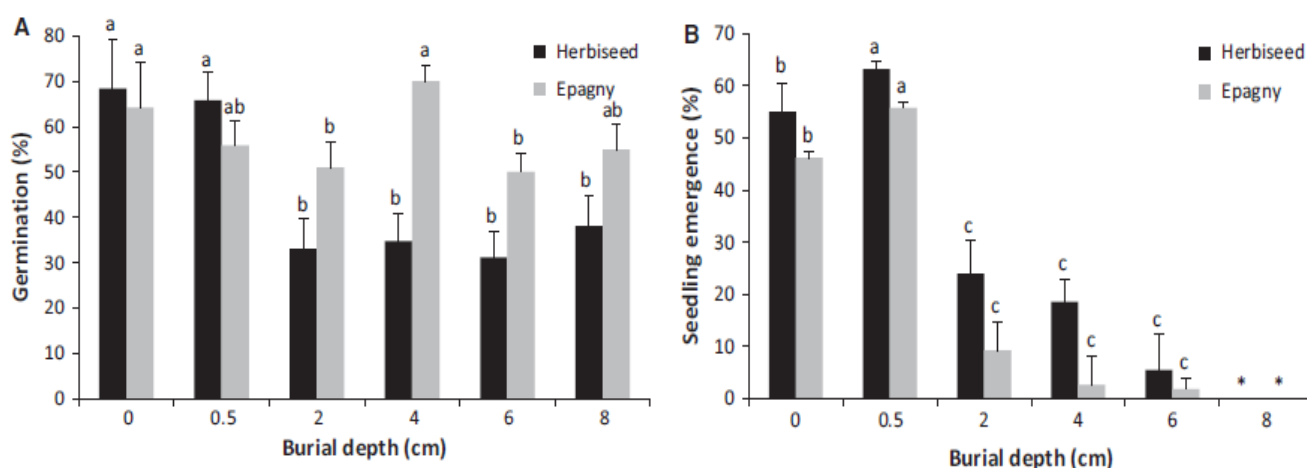 A
Germination (%)
80
70
60
50
40
30
20
10
0
a
a
a
ab
b
b
b
a
b
b
b
ab
Herbiseed
Epagny
0 0.5 2 4 6 8
Burial depth (cm)
B
Seedling emergence (%)
70
60
50
40
30
20
10
0
b
b
a
a
c
c
c
c
c
c
* *
Herbiseed
Epagny
0 0.5 2 4 6 8
Burial depth (cm)